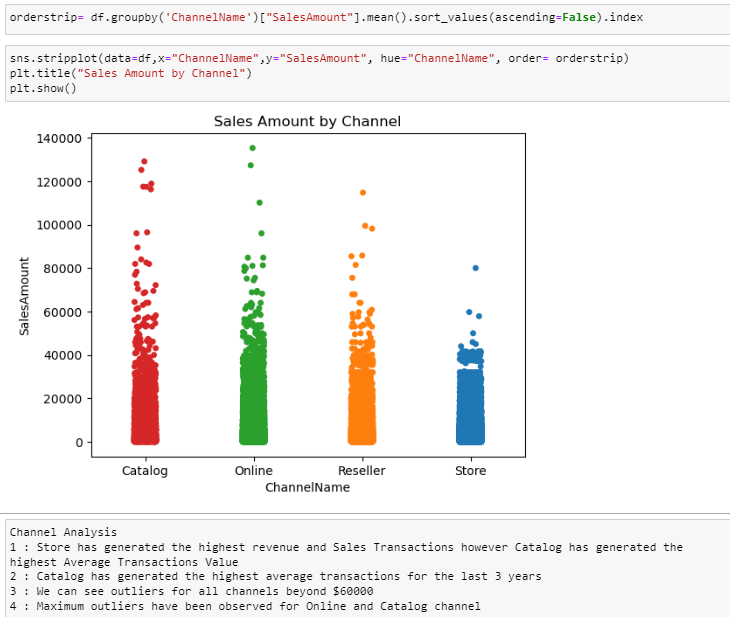 orderstrip= df.groupby('ChannelName')["SalesAmount"].mean().sort_values(ascending=False).index
sns.stripplot(data=df,x="ChannelName",y="SalesAmount", hue="ChannelName", order= orderstrip)
plt.title("Sales Amount by Channel")
plt.show()
Sales Amount by Channel
140000
120000
100000
80000
60000
40000
20000
0
SalesAmount
Catalog Online Reseller Store
ChannelName
Channel Analysis
1 : Store has generated the highest revenue and Sales Transactions however Catalog has generated the
highest Average Transactions Value
2 : Catalog has generated the highest average transactions for the last 3 years
3 : We can see outliers for all channels beyond $60000
4 : Maximum outliers have been observed for Online and Catalog channel